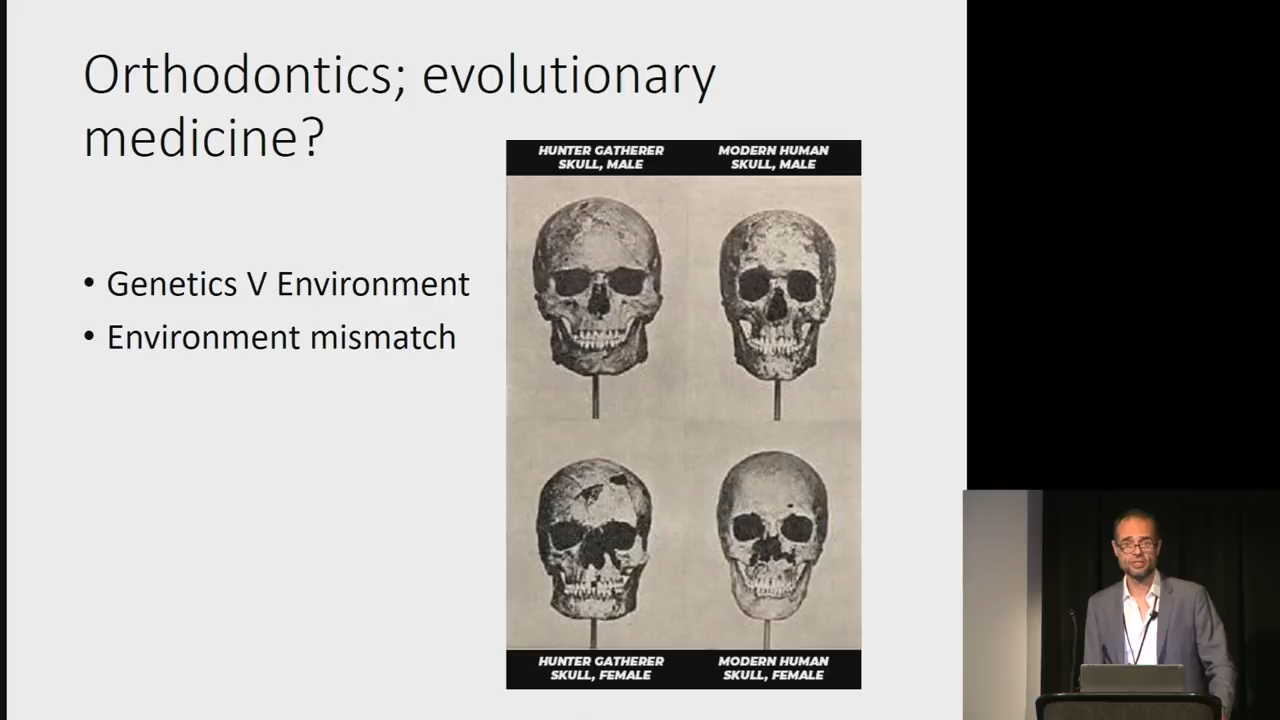 Orthodontics; evolutionary
medicine?
• Genetics V Environment
• Environment mismatch
HUNTER GATHERER
SKULL, MALE
MODERN HUMAN
SKULL, MALE
HUNTER GATHERER
SKULL, FEMALE
MODERN HUMAN
SKULL, FEMALE